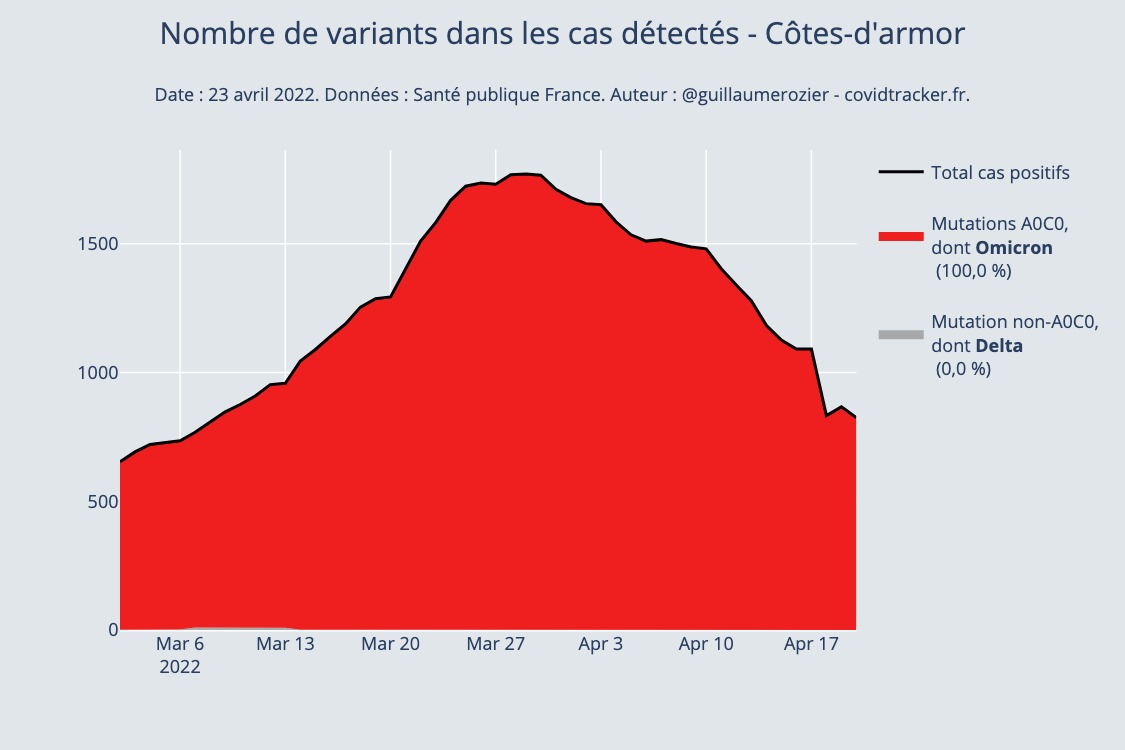 Nombre de variants dans les cas détectés - Côtes-d'armor
Date : 23 avril 2022. Données : Santé publique France. Auteur : @guillaumerozier - covidtracker.fr.
Total cas positifs
Mutations A0C0,
dont Omicron
(100,0 %)
Mutation non-A0C0,
dont Delta
(0,0 %)
1500
1000
500
0
Mar 6 Mar 13 Mar 20 Mar 27 Apr 3 Apr 10 Apr 17
2022